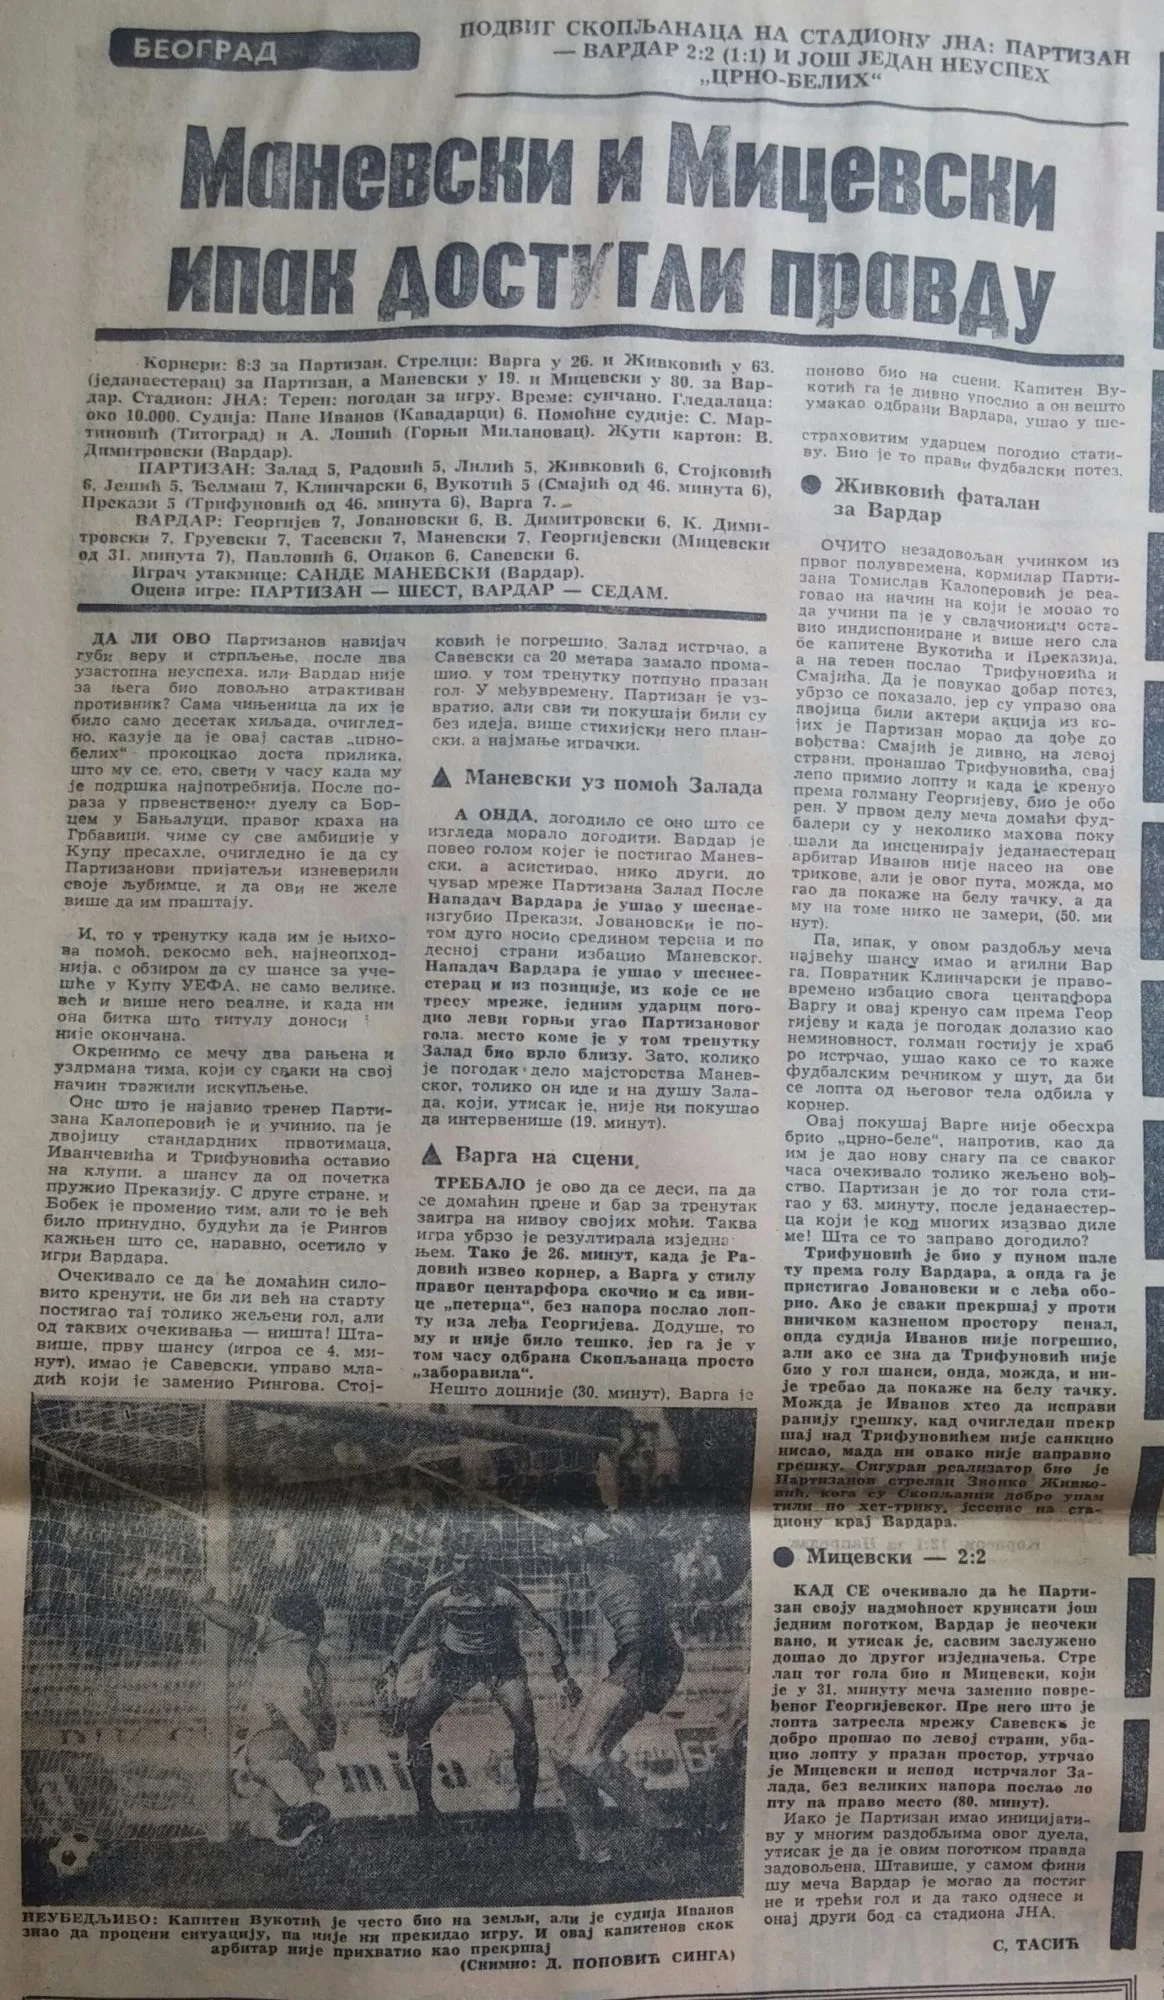 БЕОГРАД
ПОДВИГ СКОПЉАНАЦА НА СТАДИОНУ ЈНА: ПАРТИЗАН
— ВАРДАР 2:2 (1:1) И ЈОШ ЈЕДАН НЕУСПЕХ
„ЦРНО-БЕЛИХ“
Маневски и Мицевски
ипак достигли правду
Корнери: 8:3 за Партизан. Стрелци: Варга у 26. и Живковић у 63.
(једанаестерац) за Партизан, а Маневски у 19. и Мицевски у 80. за Вар-
дар. Стадион: ЈНА: Терен: погодан за игру. Време: сунчано. Гледалаца:
око 10.000. Судија: Пане Иванов (Кавадарци) 6. Помоћне судије: С. Мар-
тиновић (Титоград) и А. Лошић (Горњи Милановац). Жути картон: В.
Димитровски (Вардар).
ПАРТИЗАН: Залад 5, Радовић 5, Лилић 5, Живковић 6, Стојковић
6, Јешић 5, Ђелмаш 7, Клинчарски 6, Вукотић 5 (Смајић од 46. минута 6),
Прекази 5 (Трифуновић од 46. минута 6), Варга 7.
ВАРДАР: Георгијев 7, Јовановски 6, В. Димитровски 6, К. Дими-
тровски 7, Груевски 7, Тасевски 7, Маневски 7, Георгијевски (Мицевски
од 31. минута 7), Павловић 6, Оџаков 6, Савевски 6.
Играч утакмице: САНДЕ МАНЕВСКИ (Вардар).
Оцена игре: ПАРТИЗАН — ШЕСТ, ВАРДАР — СЕДАМ.
ДА ЛИ ОВО Партизанов навијач
губи веру и стрпљење, после два
узастопна неуспеха, или Вардар није
за њега био довољно атрактиван
противник? Сама чињеница да их је
било само десетак хиљада, очиглед-
но, казује да је овај састав „црно-
белих“ прокоцкао доста прилика,
што му се, ето, свети у часу када му
је подршка најпотребнија. После по-
раза у првенственом дуелу са Бор-
цем у Бањалуци, правог краха на
Грбавици, чиме су све амбиције у
Купу пресахле, очигледно је да су
Партизанови пријатељи изневерили
своје љубимце, и да ови не желе
више да им праштају.
И, то у тренутку када им је њихо-
ва помоћ, рекосмо већ, најнеопход-
нија, с обзиром да су шансе за уче-
шће у Купу УЕФА, не само велике,
већ и више него реалне, и када ни
она битка што титулу доноси
није окончана.
Окренимо се мечу два рањена и
уздрмана тима, који су сваки на свој
начин тражили искупљење.
Оно што је најавио тренер Парти-
зана Калоперовић је и учинио, па је
двојицу стандардних првотимаца,
Иванчевића и Трифуновића оставио
на клупи, а шансу да од почетка
пружио Преказију. С друге стране, и
Бобек је променио тим, али то је већ
било принудно, будући да је Рингов
кажњен што се, наравно, осетило у
игри Вардара.
Очекивало се да ће домаћин сило-
вито кренути, не би ли већ на старту
постигао тај толико жељени гол, али
од таквих очекивања — ништа! Шта-
више, прву шансу (игроа се 4. ми-
нут), имао је Савевски, управо мла-
дић који је заменио Рингова. Стој-
ковић је погрешио, Залад истрчао, а
Савевски са 20 метара замало прома-
шио, у том тренутку потпуно празан
гол. У међувремену, Партизан је уз-
вратио, али сви ти покушаји били су
без идеја, више стихијски него план-
ски, а најмање играчки.
Маневски уз помоћ Залада
А ОНДА, догодило се оно што се
изгледа морало догодити. Вардар је
повео голом којег је постигао Манев-
ски, а асистирао, нико други, до
чувар мреже Партизана Залад После
Нападач Вардара је ушао у шеснае-
изгубио Прекази, Јовановски је по-
том дуго носио средином терена и по
десној страни избацио Маневског.
Нападач Вардара је ушао у шеснес-
стерац и из позиције, из које се не
тресу мреже, једним ударцм пого-
дио леви горњи угао Партизановог
гола, место коме је у том тренутку
Залад био врло близу. Зато, колико
је погодак дело мајсторства Манев-
ског, толико он иде и на душу Зала-
да, који, утисак је, није ни покушао
да интервенише (19. минут).
Варга на сцени
ТРЕБАЛО је ово да се деси, па да
се домаћин прене и бар за тренутак
заигра на нивоу својих моћи. Таква
игра убрзо је резултирала изједна
њем. Тако је 26. минут, када је Ра-
довић извео корнер, а Варга у стилу
правог центарфора скочио и са иви-
це „петерца“, без напора послао лоп-
ту иза леђа Георгијева. Додуше, то
му и није било тешко, јер га је у
том часу одбрана Скопљанаца просто
„заборавила“.
Нешто доцније (30. минут), Варга је
поново био на сцени. Капитен Ву-
котић га је дивно упослио а он вешто
умакао одбрани Вардара, ушао у ше-
страховитим ударцем погодио стати-
ву. Био је то прави фудбалски потез.
Живковић фаталан
за Вардар
ОЧИТО незадовољан учинком из
првог полувремена, кормилар Парти-
зана Томислав Калоперовић је реа-
говао на начин на који је морао то
да учини па је у свлачионици оста-
вио индиспониране и више него сла
бе капитене Вукотића и Преказија,
а на терен послао Трифуновића и
Смајића. Да је повукао добар потез,
убрзо се показало, јер су управо ова
двојица били актери акција из ко-
јих је Партизан морао да дође до
вођства: Смајић је дивно, на левој
страни, пронашао Трифуновића, свај
лепо примио лопту и када је кренуо
према голману Георгијеву, био је обо
рен. У првом делу меча домаћи фуд-
балери су у неколико махова поку
шали да инсценирају једанаестерац
арбитар Иванов није насео на ове
трикове, али је овог пута, можда, мо
гао да покаже на белу тачку, а да
му на томе нико не замери, (50. ми
нут).
Па, ипак, у овом раздобљу меча
највећу шансу имао и агилни Вар
га. Повратник Клинчарски је право-
времено избацио свога центарфора
Варгу и овај кренуо сам према Геор
гијеву и када је погодак долазио као
неминовност, голман гостију је храб
ро истрчао, ушао како се то каже
фудбалским речником у шут, да би
се лопта од његовог тела одбила у
корнер.
Овај покушај Варге није обесхра
брио „црно-беле“, напротив, као да
им је дао нову снагу па се сваког
часа очекивало толико жељено вођ-
ство. Партизан је до тог гола сти-
гао у 63. минуту, после једанаестер-
ца који је код многих изазвао диле
ме! Шта се то заправо догодило?
Трифуновић је био у пуном нале
ту према голу Вардара, а онда га је
пристигао Јовановски и с леђа обо-
рио. Ако је сваки прекршај у проти
вничком казненом простору пенал,
онда судија Иванов није погрешио,
али ако се зна да Трифуновић није
био у гол шанси, онда, можда, и ни-
је требао да покаже на белу тачку.
Можда је Иванов хтео да исправи
ранију грешку, кад очигледан прекр
шај над Трифуновићем није санкцио
нисао, мада ни овако није направио
грешку. Сигуран реализатор био је
Партизанов стрелац Звонко Живко-
вић, кога су Скопљанци добро упам
тили по хет-трику, јесенас на ста-
диону крај Вардара.
Мицевски — 2:2
КАД СЕ очекивало да ће Парти-
зан своју надмоћност крунисати још
једним поготком, Вардар је неочеки
вано, и утисак је, сасвим заслужено
дошао до другог изједначења. Стре
лац тог гола био и Мицевски, који
је у 31. минуту меча заменио повре-
ђеног Георгијевског. Пре него што је
лопта затресла мрежу Савевски је
добро прошао по левој страни, уба-
цио лопту у празан простор, утрчао
је Мицевски и испод истрчалог За-
лада, без великих напора послао ло
пту на право место (80. минут).
Иако је Партизан имао иницијати-
ву у многим раздобљима овог дуела,
утисак је да је овим поготком правда
задовољена. Штавише, у самом фини
шу меча Вардар је могао да постиг
не и трећи гол и да тако однесе и
онај други бод са стадиона ЈНА.
С. ТАСИЋ
НЕУБЕДЉИВО: Капитен Вукотић је често био на земљи, али је судија Иванов
знао да процени ситуацију, па није ни прекидао игру. И овај капитенов скок
арбитар није прихватио као прекршај
(Снимио: Д. ПОПОВИЋ СИНГА)